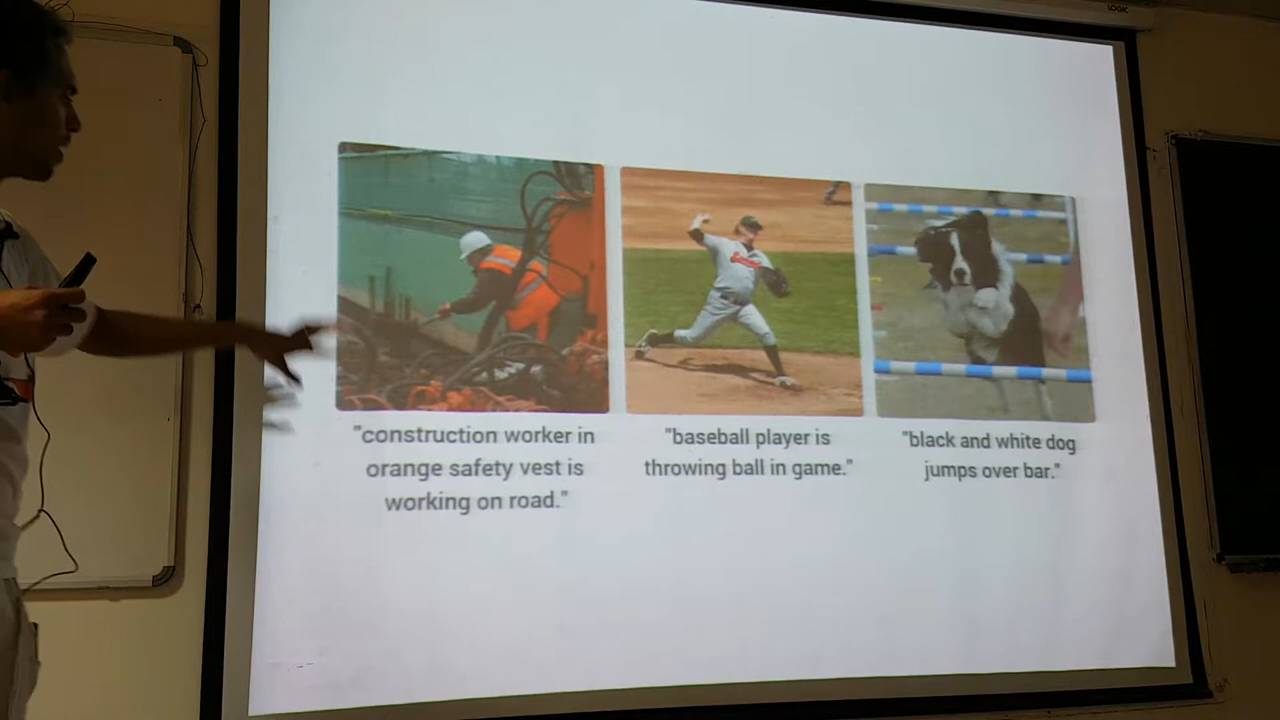 LOGIC
"construction worker in
orange safety vest is
working on road."
"baseball player is
throwing ball in game."
"black and white dog
jumps over bar."